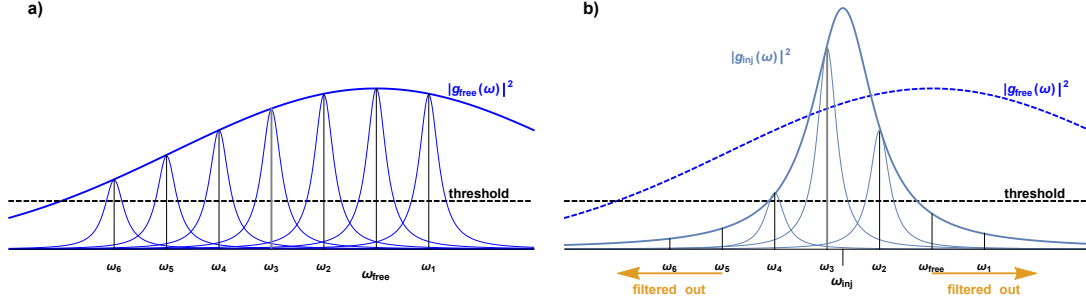 a)
|g_free(ω)|²
threshold
ω₆ ω₅ ω₄ ω₃ ω₂ ω_free ω₁
b)
|g_inj(ω)|²
|g_free(ω)|²
threshold
ω₆ ω₅ ω₄ ω₃ ω₂ ω_free ω₁
ω_inj
filtered out filtered out